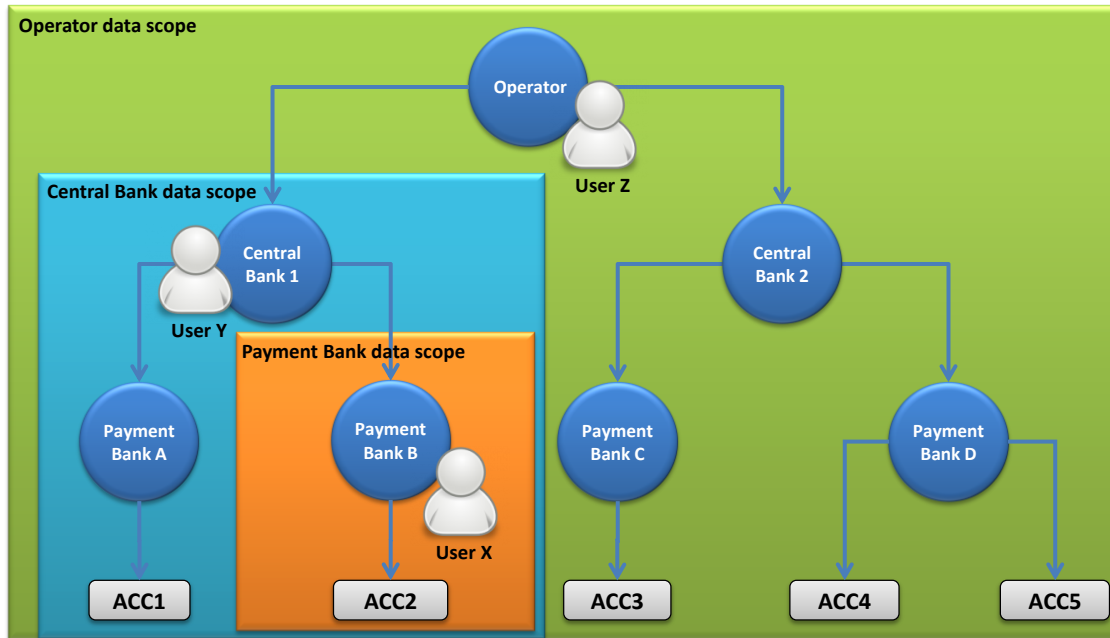 Operator data scope
Operator
User Z
Central Bank data scope
Central
Bank 1
Central
Bank 2
User Y
Payment Bank data scope
Payment
Bank A
Payment
Bank B
Payment
Bank C
Payment
Bank D
User X
ACC1
ACC2
ACC3
ACC4
ACC5